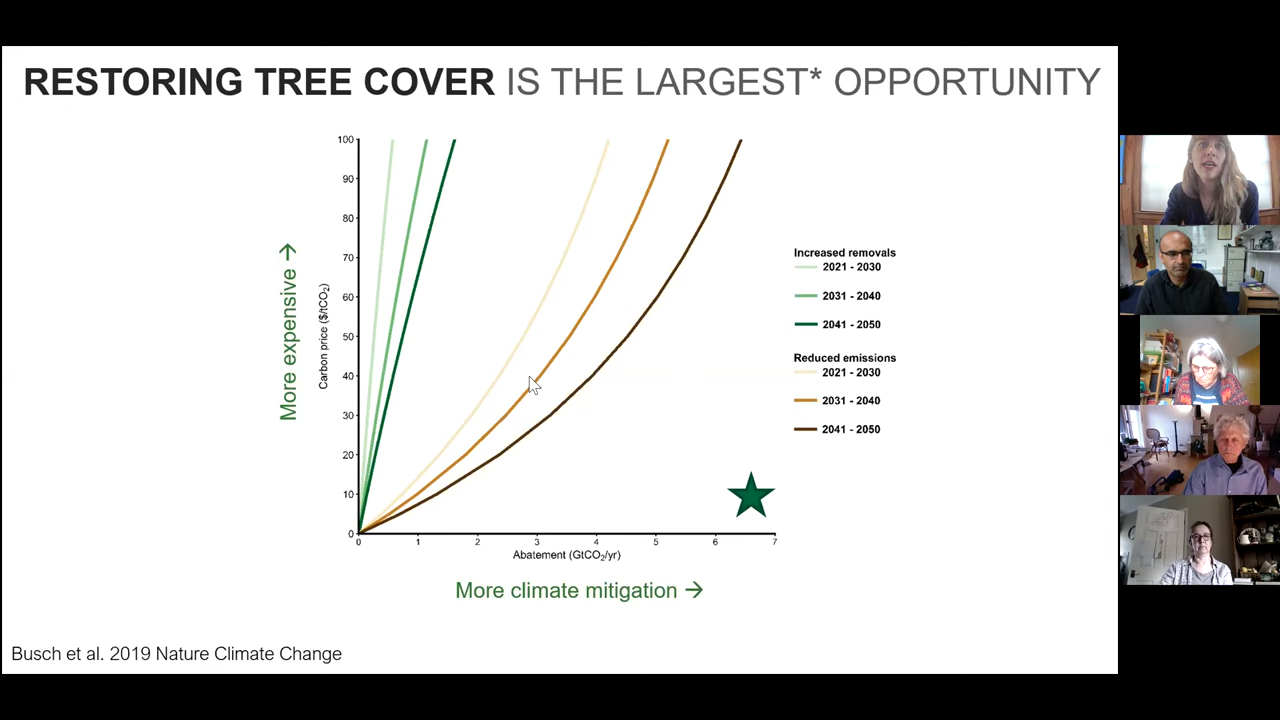 RESTORING TREE COVER IS THE LARGEST* OPPORTUNITY
More expensive →
Carbon price ($/tCO₂)
100
90
80
70
60
50
40
30
20
10
0
0 1 2 3 4 5 6 7
Abatement (GtCO₂/yr)
More climate mitigation →
Increased removals
2021 - 2030
2031 - 2040
2041 - 2050
Reduced emissions
2021 - 2030
2031 - 2040
2041 - 2050
Busch et al. 2019 Nature Climate Change